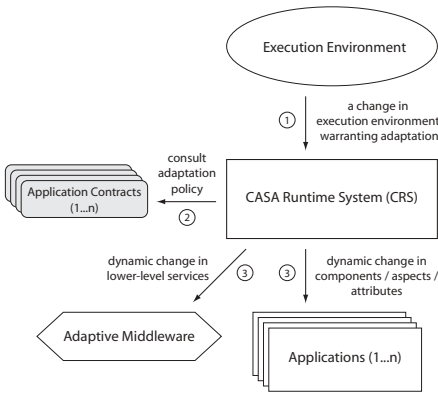 Execution Environment
1
a change in
execution environment
warranting adaptation
consult
adaptation
policy
Application Contracts
(1...n)
2
CASA Runtime System (CRS)
dynamic change in
lower-level services
3
3
dynamic change in
components / aspects /
attributes
Adaptive Middleware
Applications (1...n)